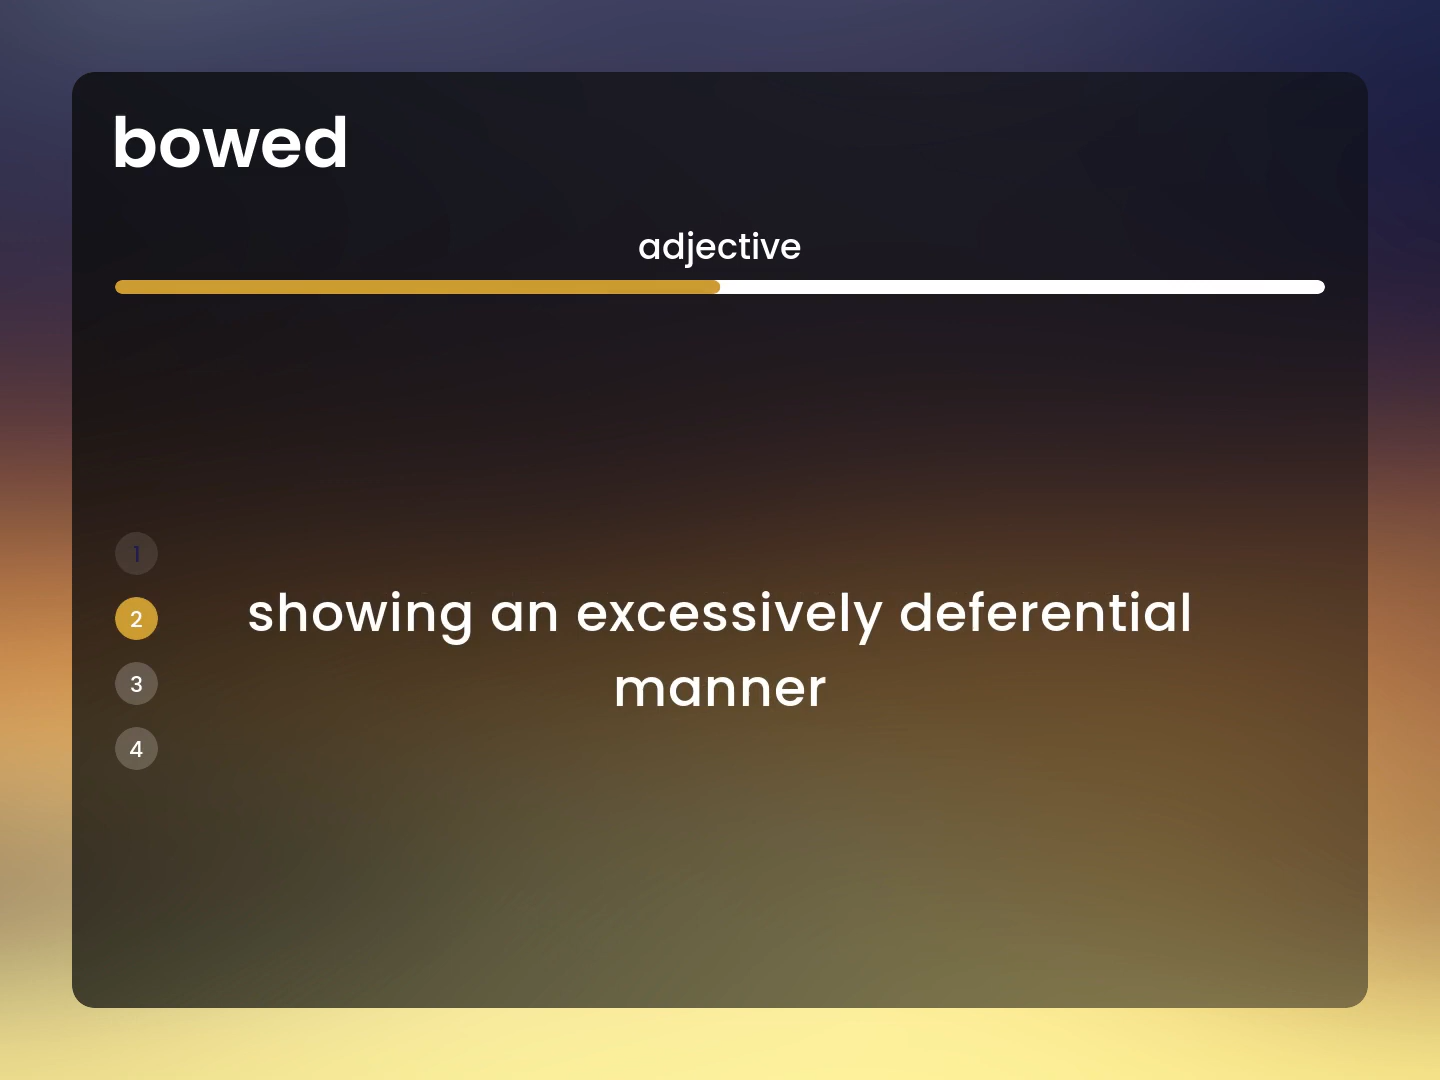 bowed
adjective
1
2
showing an excessively deferential
manner
3
4